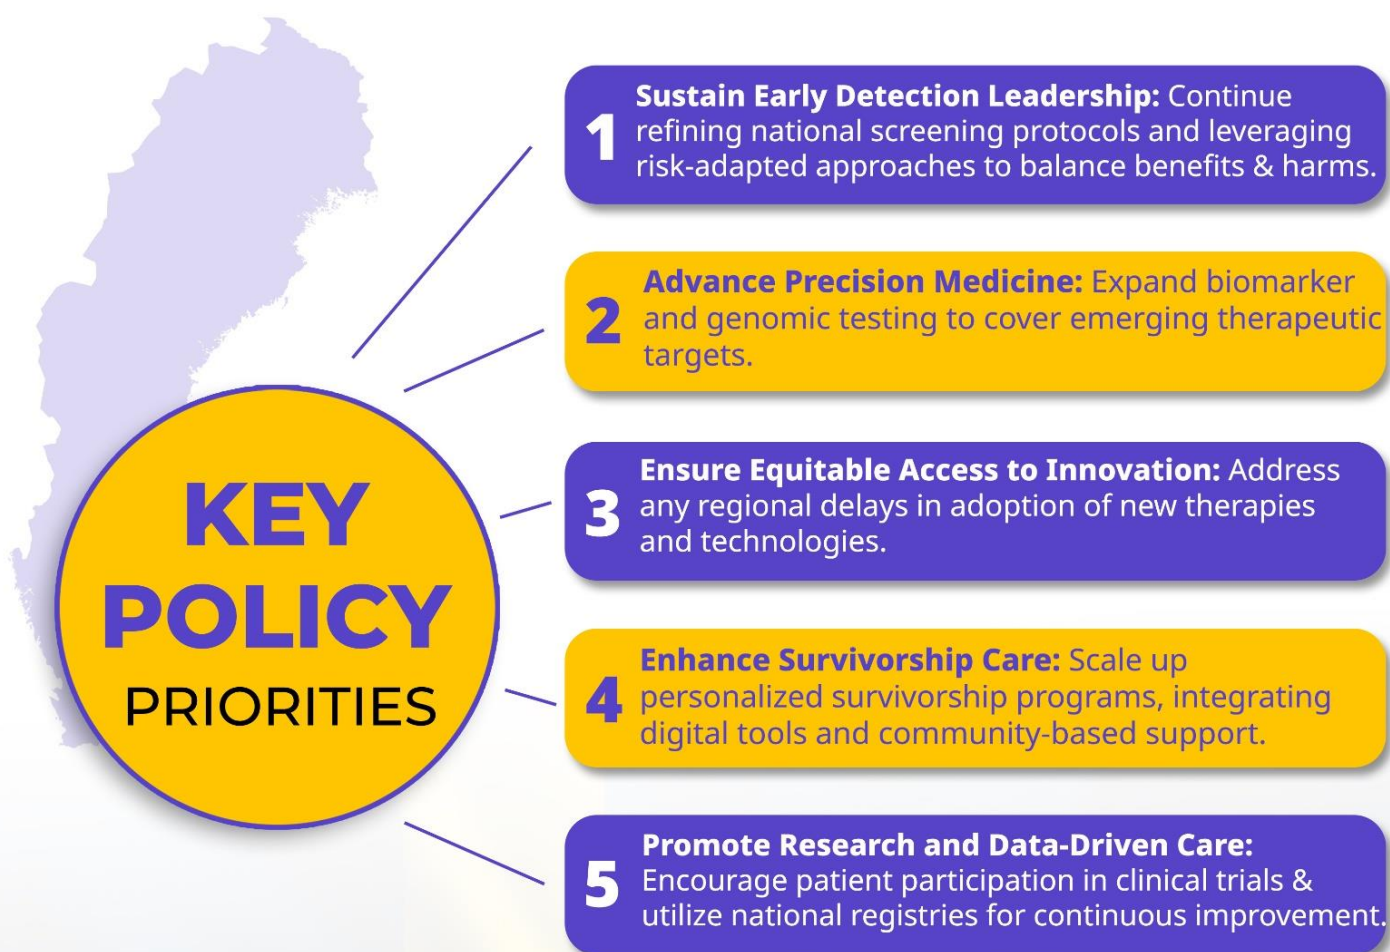 KEY
POLICY
PRIORITIES
1
Sustain Early Detection Leadership: Continue
refining national screening protocols and leveraging
risk-adapted approaches to balance benefits & harms.
2
Advance Precision Medicine: Expand biomarker
and genomic testing to cover emerging therapeutic
targets.
3
Ensure Equitable Access to Innovation: Address
any regional delays in adoption of new therapies
and technologies.
4
Enhance Survivorship Care: Scale up
personalized survivorship programs, integrating
digital tools and community-based support.
5
Promote Research and Data-Driven Care:
Encourage patient participation in clinical trials &
utilize national registries for continuous improvement.